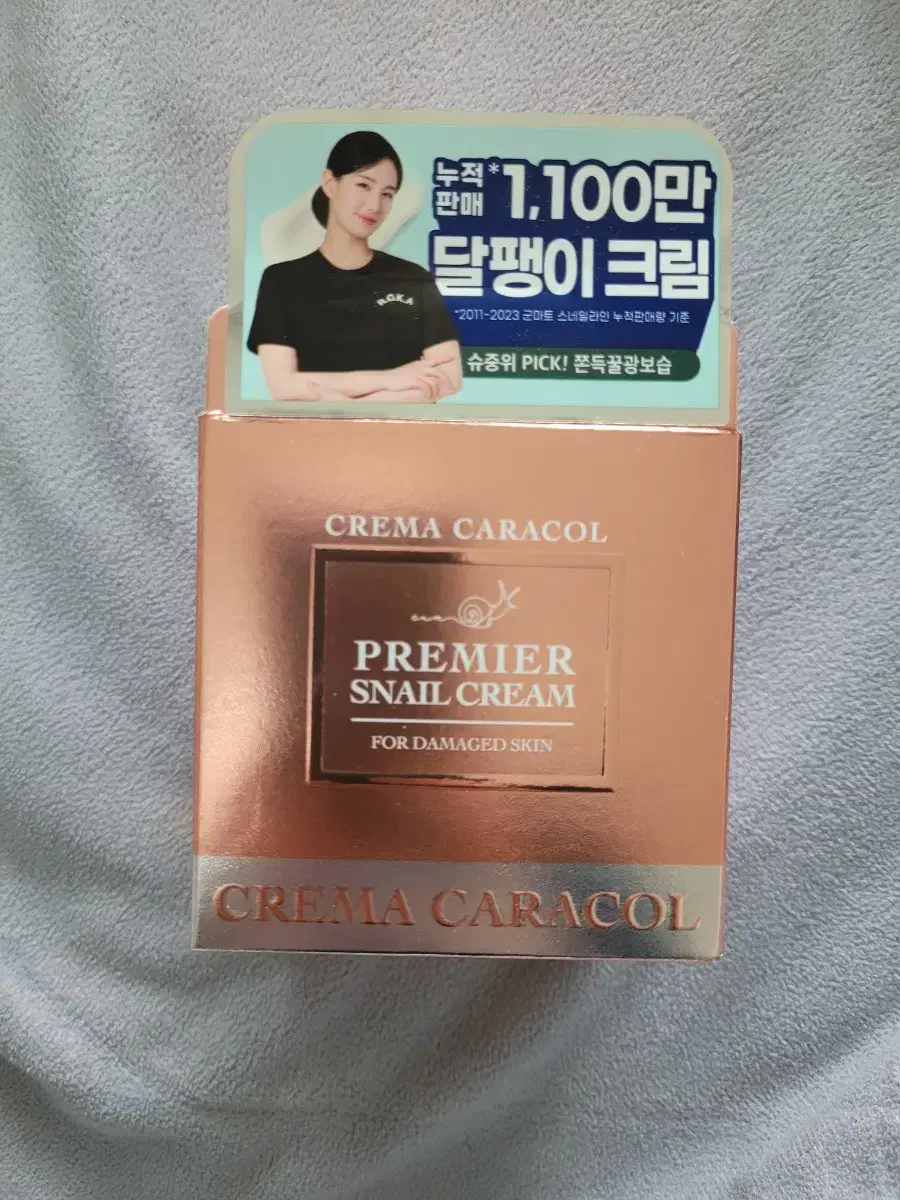 누적
판매
*1,100만
달팽이 크림
*2011~2023 군마트 스네일라인 누적판매량 기준
슈중위 PICK! 쫀득꿀광보습
R.O.K.A
CREMA CARACOL
PREMIER
SNAIL CREAM
FOR DAMAGED SKIN
CREMA CARACOL